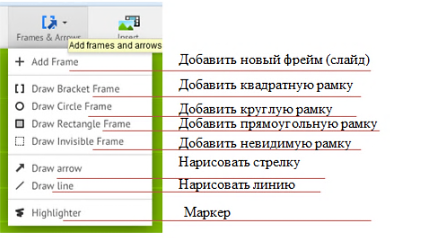 Frames & Arrows
Insert
Add frames and arrows
Add Frame Добавить новый фрейм (слайд)
Draw Bracket Frame Добавить квадратную рамку
Draw Circle Frame Добавить круглую рамку
Draw Rectangle Frame Добавить прямоугольную рамку
Draw Invisible Frame Добавить невидимую рамку
Draw arrow Нарисовать стрелку
Draw line Нарисовать линию
Highlighter Маркер